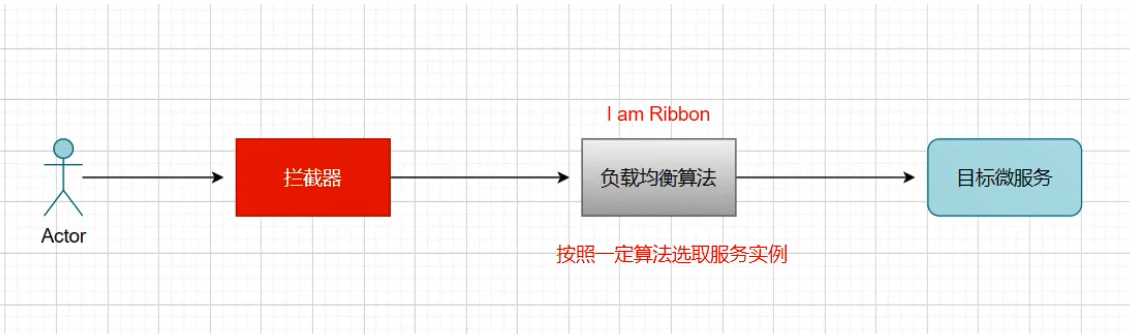 I am Ribbon
拦截器
负载均衡算法
目标微服务
Actor
按照一定算法选取服务实例